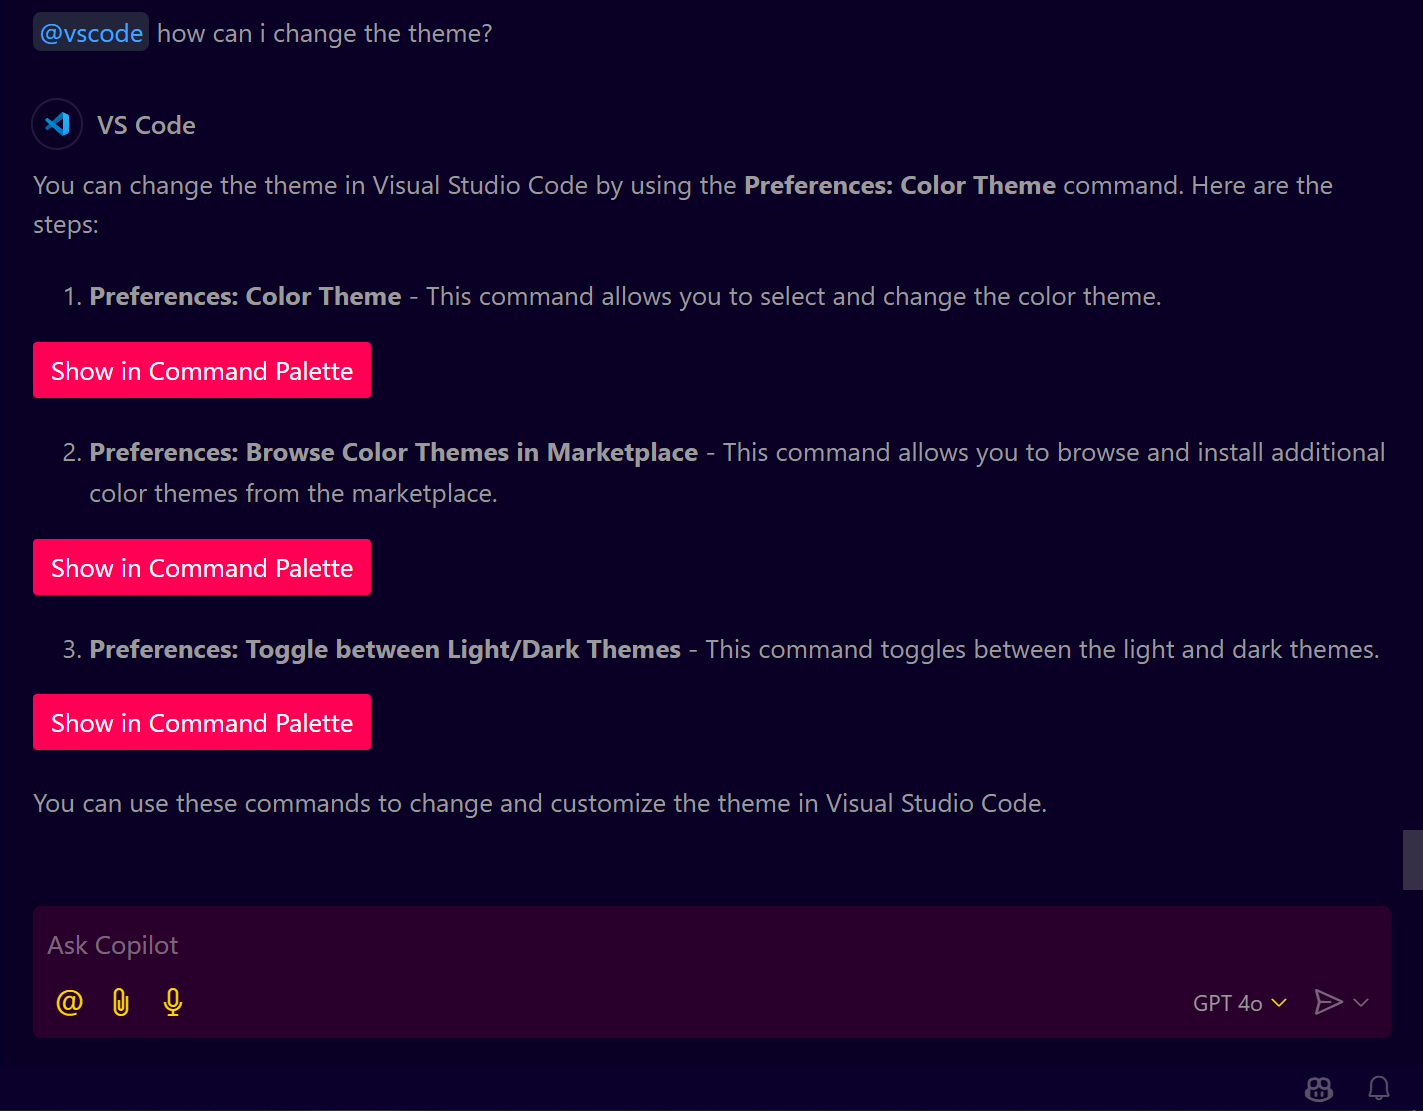 @vscode how can i change the theme?
VS Code
You can change the theme in Visual Studio Code by using the Preferences: Color Theme command. Here are the
steps:
1. Preferences: Color Theme - This command allows you to select and change the color theme.
Show in Command Palette
2. Preferences: Browse Color Themes in Marketplace - This command allows you to browse and install additional
color themes from the marketplace.
Show in Command Palette
3. Preferences: Toggle between Light/Dark Themes - This command toggles between the light and dark themes.
Show in Command Palette
You can use these commands to change and customize the theme in Visual Studio Code.
Ask Copilot
@
GPT 4o